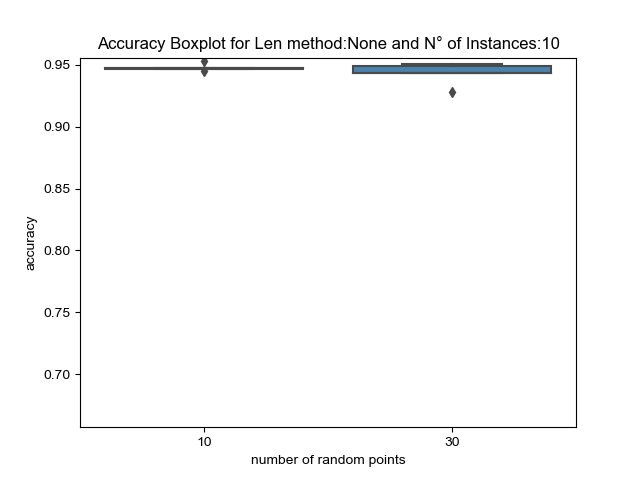 Accuracy Boxplot for Len method:None and N° of Instances:10
0.95
0.90
0.85
0.80
0.75
0.70
accuracy
10
30
number of random points